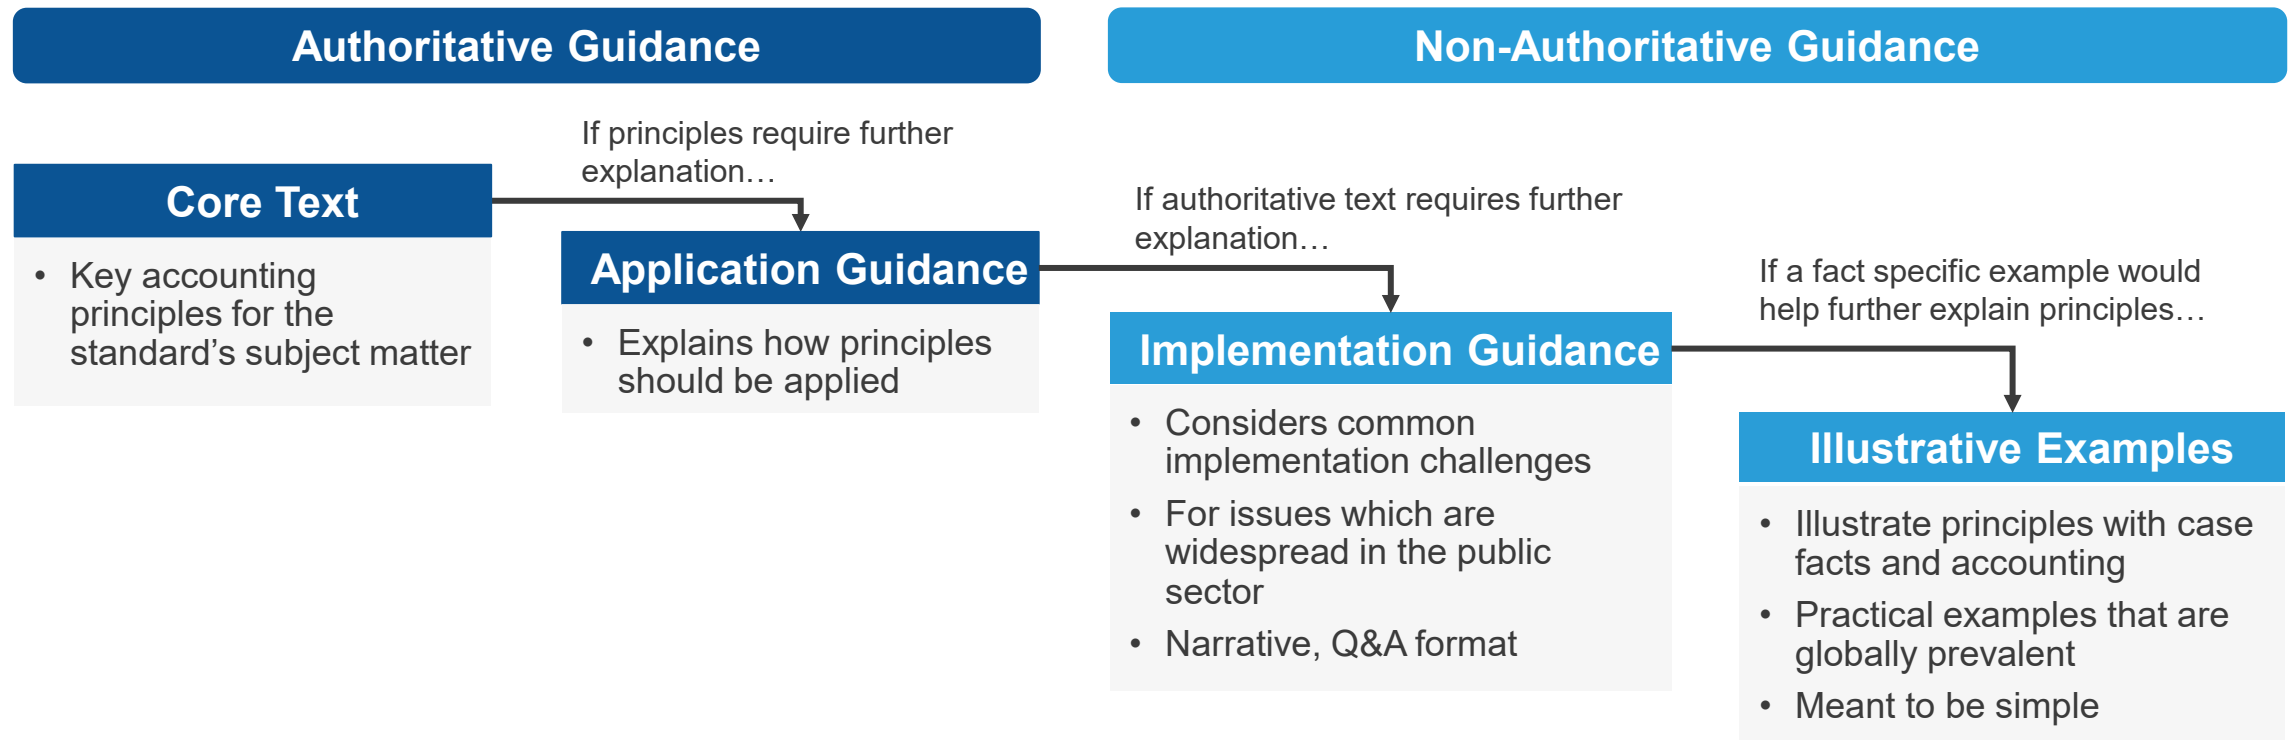 Authoritative Guidance
Non-Authoritative Guidance
If principles require further
explanation…
Core Text
• Key accounting
principles for the
standard’s subject matter
Application Guidance
• Explains how principles
should be applied
If authoritative text requires further
explanation…
Implementation Guidance
• Considers common
implementation challenges
• For issues which are
widespread in the public
sector
• Narrative, Q&A format
If a fact specific example would
help further explain principles…
Illustrative Examples
• Illustrate principles with case
facts and accounting
• Practical examples that are
globally prevalent
• Meant to be simple